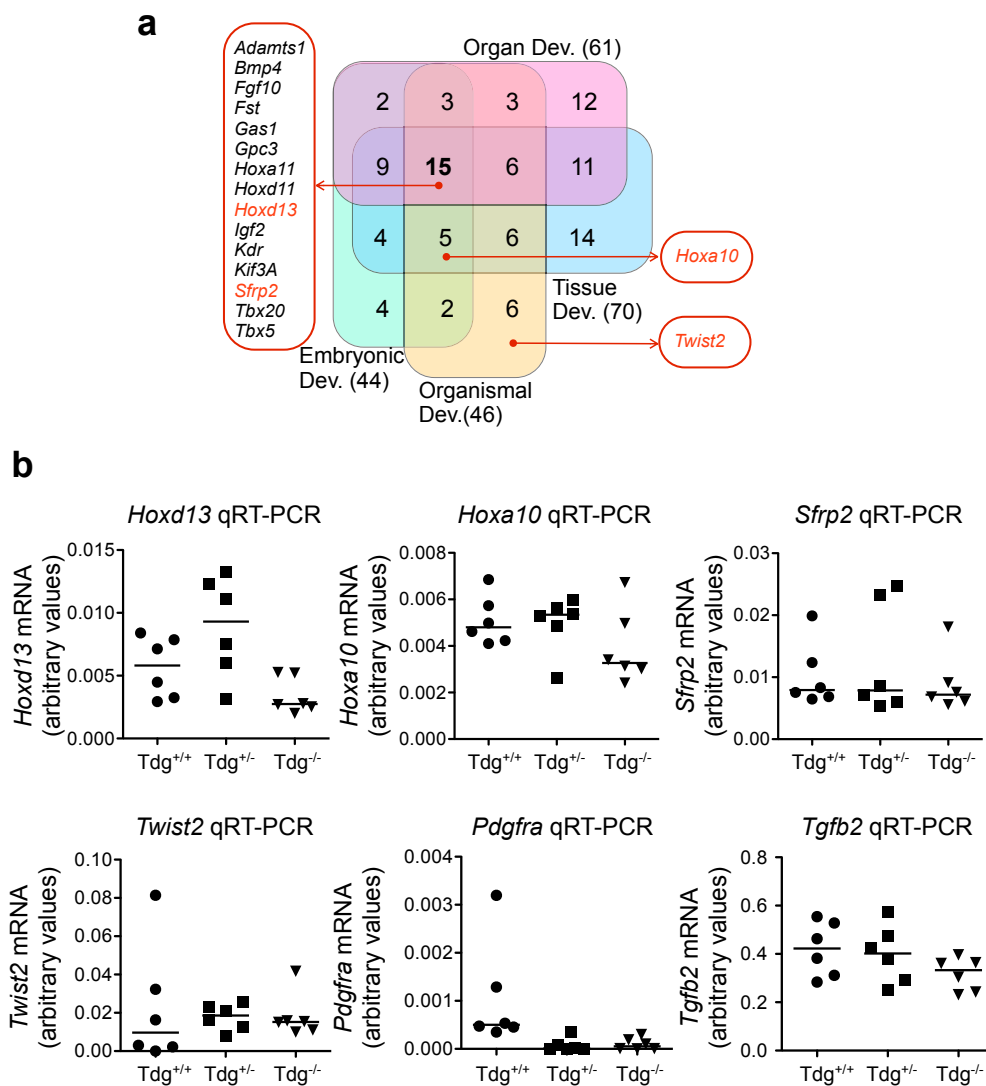 a
Organ Dev. (61)
Adamts1
Bmp4
Fgf10
Fst
Gas1
Gpc3
Hoxa11
Hoxd11
Hoxd13
Igf2
Kdr
Kif3A
Sfrp2
Tbx20
Tbx5
2 3 3 12
9 15 6 11
4 5 6 14
4 2 6
Hoxa10
Tissue
Dev. (70)
Twist2
Embryonic
Dev. (44)
Organismal
Dev.(46)
b
Hoxd13 qRT-PCR
Hoxd13 mRNA
(arbitrary values)
0.015
0.010
0.005
0.000
Tdg+/+ Tdg+/- Tdg-/-
Hoxa10 qRT-PCR
Hoxa10 mRNA
(arbitrary values)
0.008
0.006
0.004
0.002
0.000
Tdg+/+ Tdg+/- Tdg-/-
Sfrp2 qRT-PCR
Sfrp2 mRNA
(arbitrary values)
0.03
0.02
0.01
0.00
Tdg+/+ Tdg+/- Tdg-/-
Twist2 qRT-PCR
Twist2 mRNA
(arbitrary values)
0.10
0.08
0.06
0.04
0.02
0.00
Tdg+/+ Tdg+/- Tdg-/-
Pdgfra qRT-PCR
Pdgfra mRNA
(arbitrary values)
0.004
0.003
0.002
0.001
0.000
Tdg+/+ Tdg+/- Tdg-/-
Tgfb2 qRT-PCR
Tgfb2 mRNA
(arbitrary values)
0.8
0.6
0.4
0.2
0.0
Tdg+/+ Tdg+/- Tdg-/-